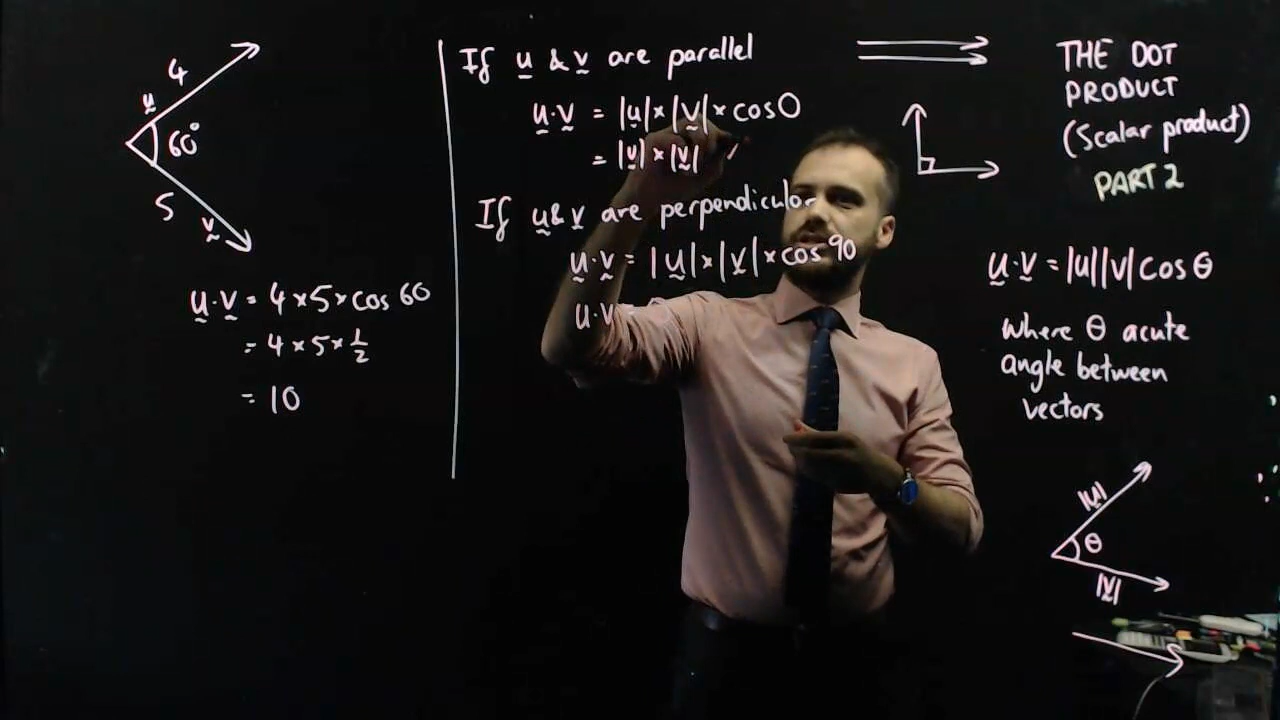 4
u
60°
5
v
u·v = 4×5×cos 60
= 4×5×1/2
= 10
If u & v are parallel
u·v = |u|×|v|×cos0
= |u|×|v|
If u & v are perpendicular
u·v = |u|×|v|×cos 90
u·v =
THE DOT
PRODUCT
(Scalar product)
PART 2
u·v = |u||v|cos θ
where θ acute
angle between
vectors
|u|
θ
|v|